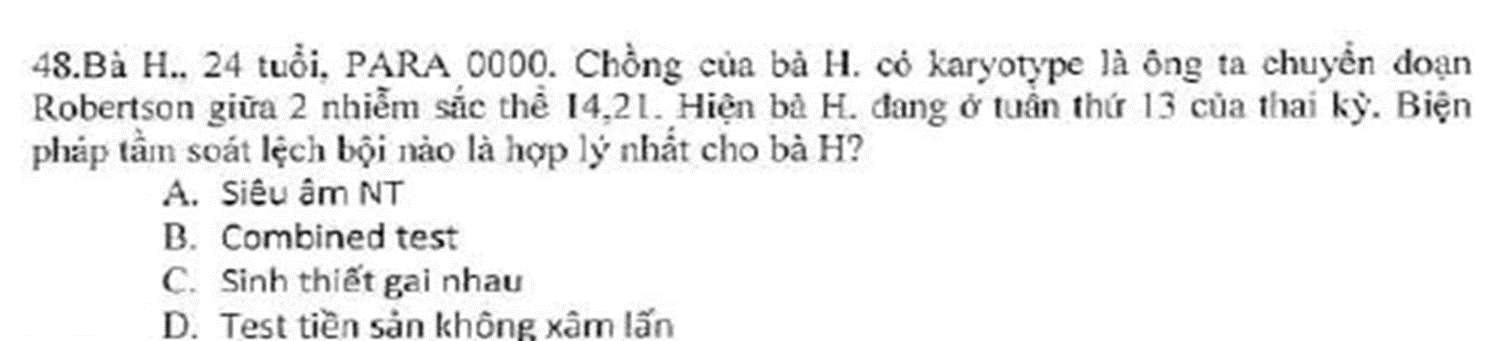 48.Bà H., 24 tuổi, PARA 0000. Chồng của bà H. có karyotype là ông ta chuyển đoạn
Robertson giữa 2 nhiễm sắc thể 14,21. Hiện bà H. đang ở tuần thứ 13 của thai kỳ. Biện
pháp tầm soát lệch bội nào là hợp lý nhất cho bà H?
A. Siêu âm NT
B. Combined test
C. Sinh thiết gai nhau
D. Test tiền sản không xâm lấn